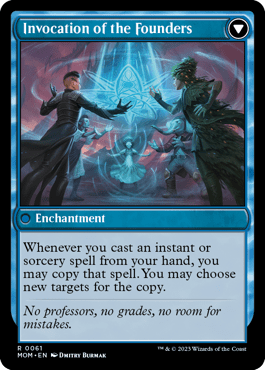 Invocation of the Founders
Enchantment
Whenever you cast an instant or
sorcery spell from your hand, you
may copy that spell. You may choose
new targets for the copy.
No professors, no grades, no room for
mistakes.
R 0061
MOM • EN Dmitry Burmak
™ & © 2023 Wizards of the Coast